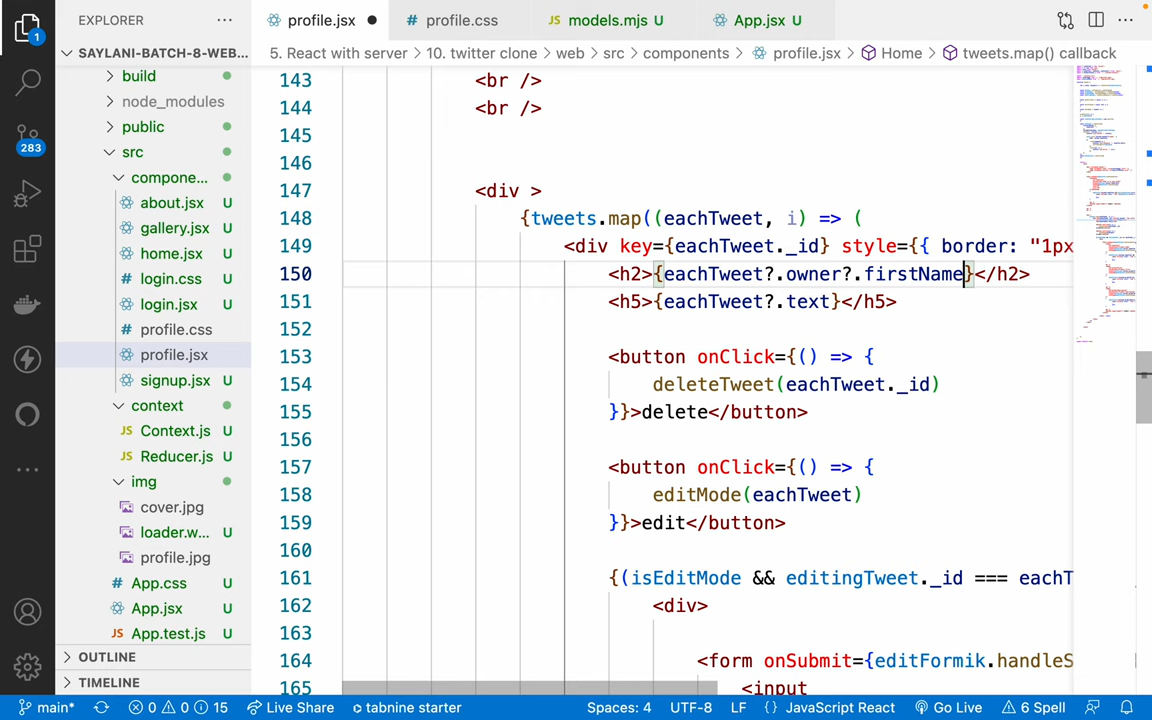 EXPLORER
profile.jsx
# profile.css
JS models.mjs U
App.jsx U
SAYLANI-BATCH-8-WEB...
5. React with server > 10. twitter clone > web > src > components > profile.jsx > Home > tweets.map() callback
build
node_modules
public
src
compone...
about.jsx U
gallery.jsx U
home.jsx U
# login.css U
login.jsx U
# profile.css
profile.jsx
signup.jsx U
context
JS Context.js U
JS Reducer.js U
img
cover.jpg
loader.w... U
profile.jpg
# App.css U
App.jsx U
JS App.test.js U
OUTLINE
TIMELINE
1
283
143 <br />
144 <br />
145
146
147 <div >
148 {tweets.map((eachTweet, i) => (
149 <div key={eachTweet._id} style={{ border: "1px
150 <h2>{eachTweet?.owner?.firstName}</h2>
151 <h5>{eachTweet?.text}</h5>
152
153 <button onClick={() => {
154 deleteTweet(eachTweet._id)
155 }}>delete</button>
156
157 <button onClick={() => {
158 editMode(eachTweet)
159 }}>edit</button>
160
161 {(isEditMode && editingTweet._id === eachT
162 <div>
163
164 <form onSubmit={editFormik.handleS
165 <input
main* 0 0 15 Live Share tabnine starter Spaces: 4 UTF-8 LF {} JavaScript React Go Live 6 Spell